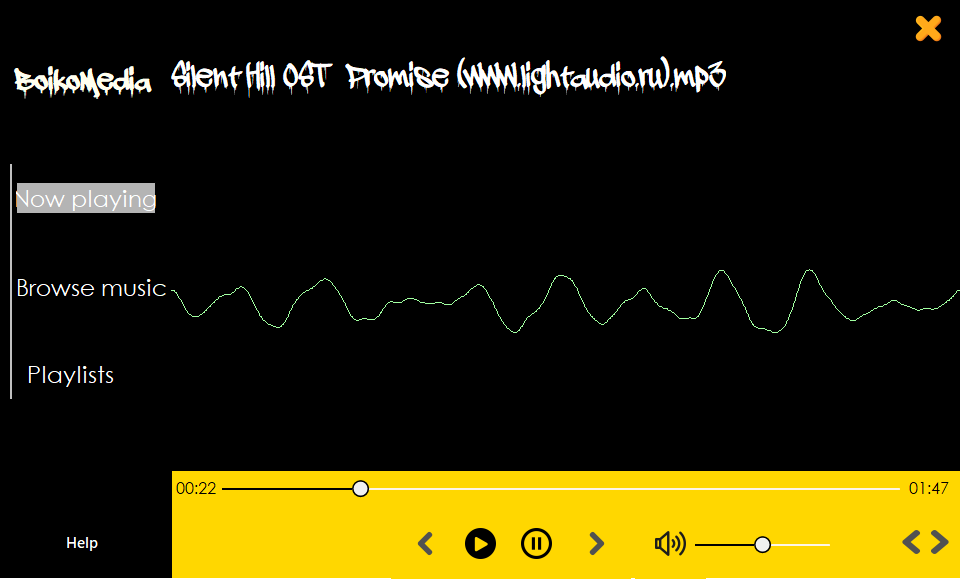 BoikoMedia Silent Hill OST Promise (www.lightaudio.ru).mp3
Now playing
Browse music
Playlists
00:22 01:47
Help